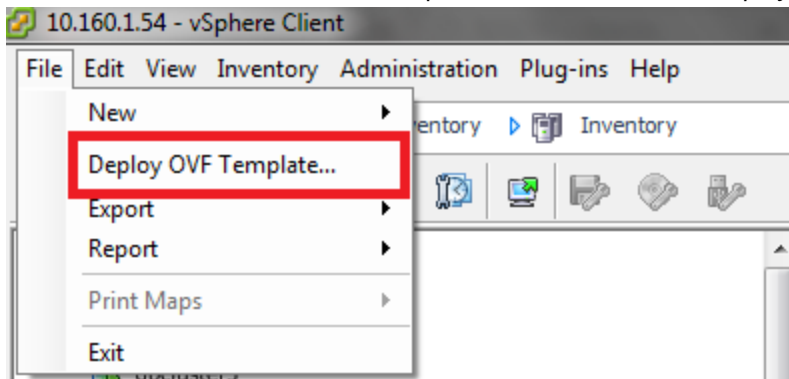 10.160.1.54 - vSphere Client
File Edit View Inventory Administration Plug-ins Help
New
entory Inventory
Deploy OVF Template...
Export
Report
Print Maps
Exit